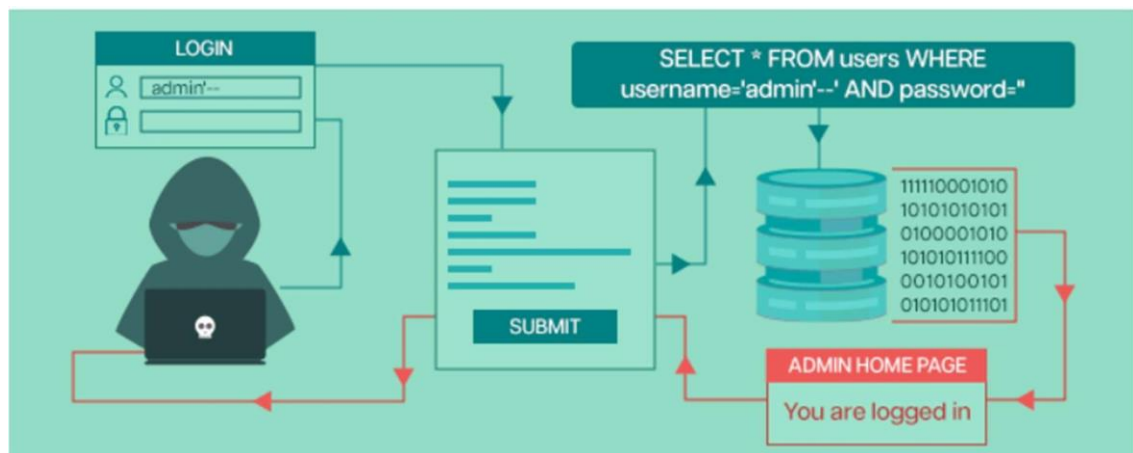 LOGIN
admin'--
SELECT * FROM users WHERE
username='admin'--' AND password=''
SUBMIT
111110001010
10101010101
0100001010
101010111100
0010100101
010101011101
ADMIN HOME PAGE
You are logged in